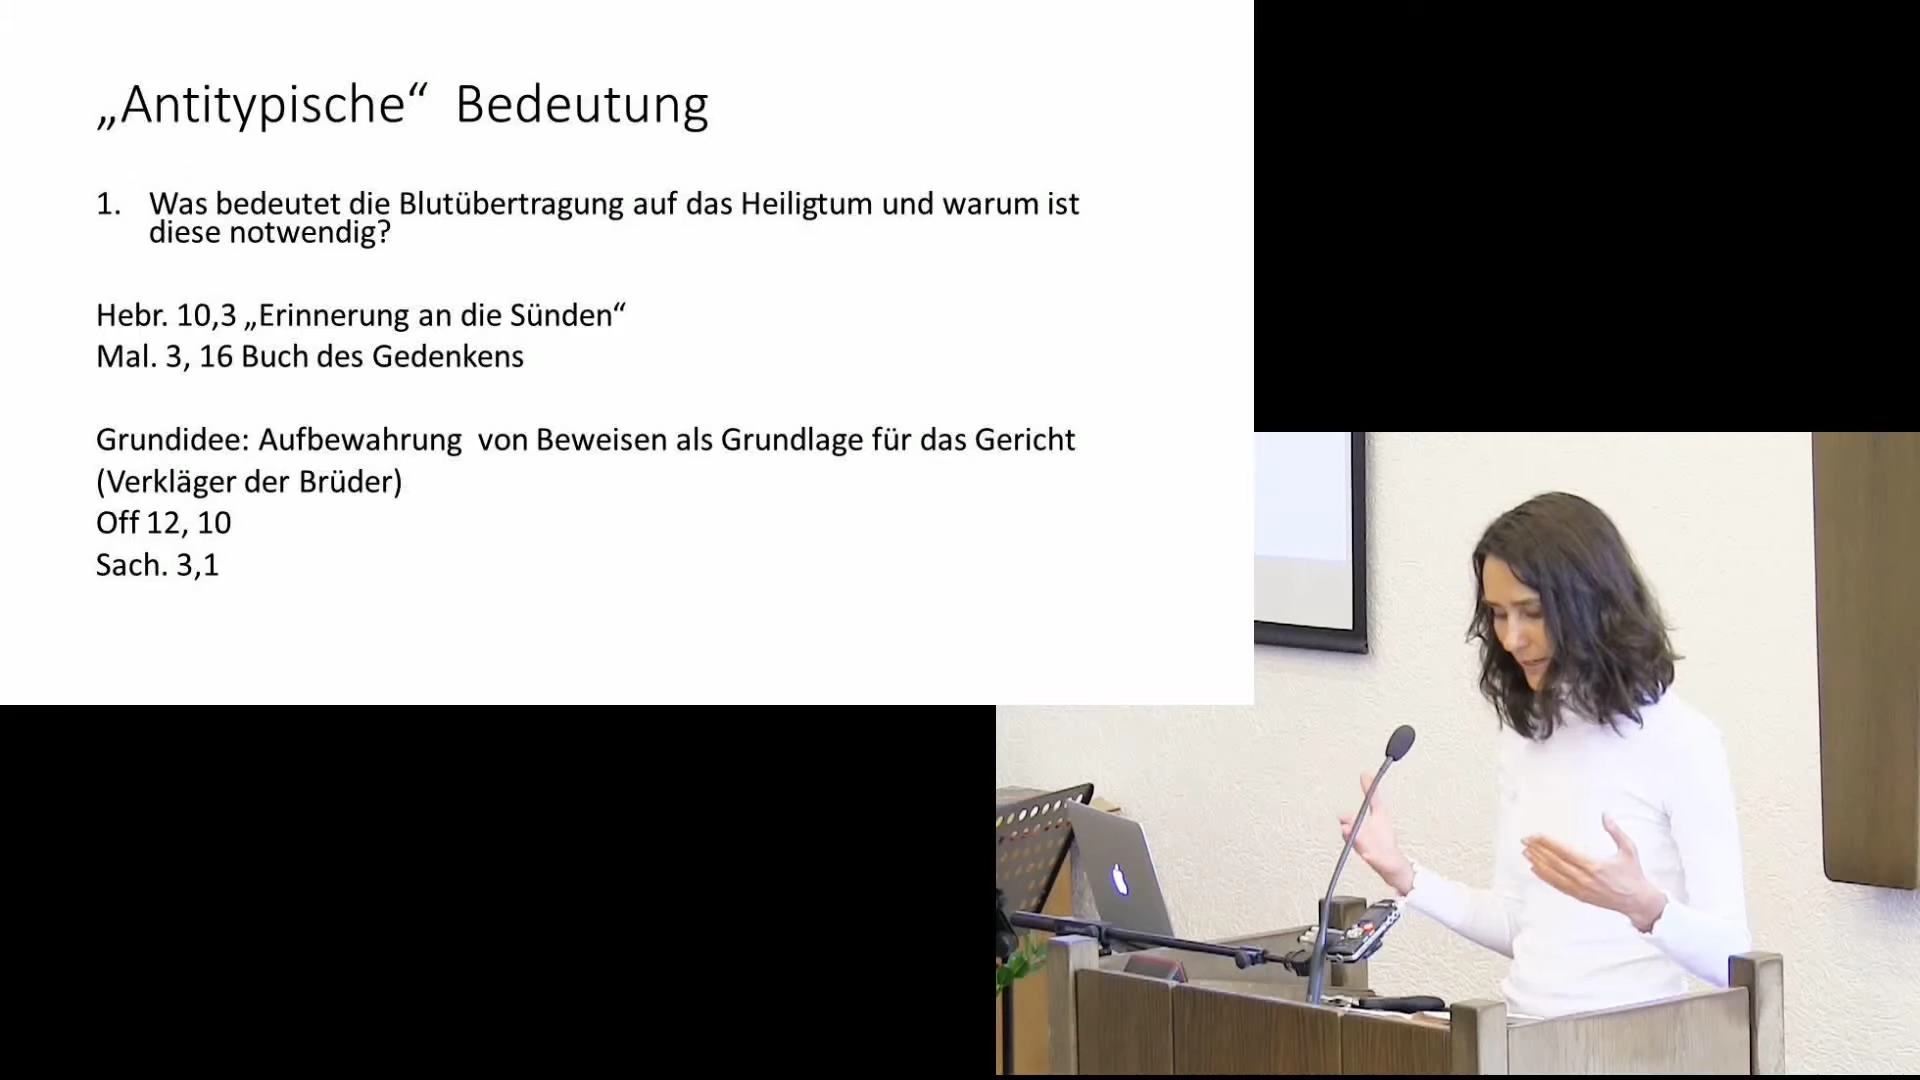 „Antitypische“ Bedeutung
1. Was bedeutet die Blutübertragung auf das Heiligtum und warum ist
diese notwendig?
Hebr. 10,3 „Erinnerung an die Sünden“
Mal. 3, 16 Buch des Gedenkens
Grundidee: Aufbewahrung von Beweisen als Grundlage für das Gericht
(Verkläger der Brüder)
Off 12, 10
Sach. 3,1